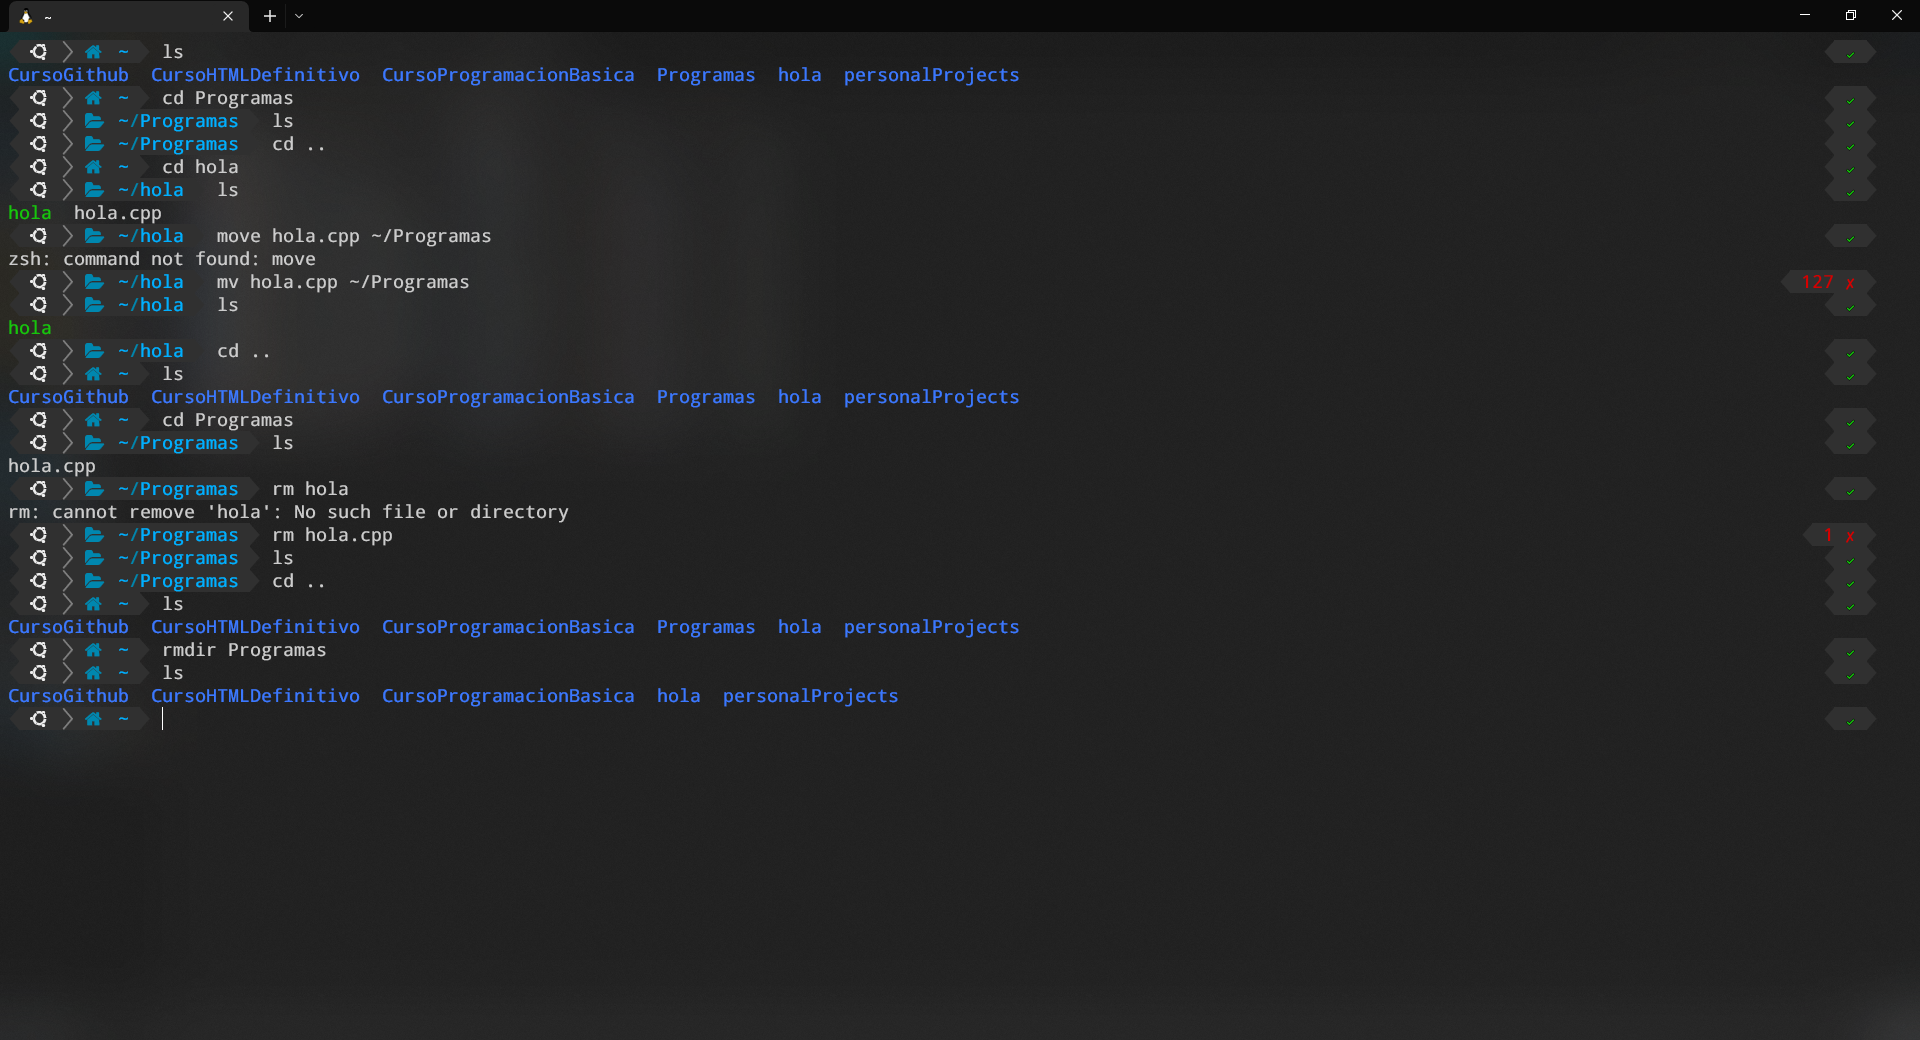 ~
~ ls
CursoGithub CursoHTMLDefinitivo CursoProgramacionBasica Programas hola personalProjects
~ cd Programas
~/Programas ls
~/Programas cd ..
~ cd hola
~/hola ls
hola hola.cpp
~/hola move hola.cpp ~/Programas
zsh: command not found: move
~/hola mv hola.cpp ~/Programas 127 ✗
~/hola ls
hola
~/hola cd ..
~ ls
CursoGithub CursoHTMLDefinitivo CursoProgramacionBasica Programas hola personalProjects
~ cd Programas
~/Programas ls
hola.cpp
~/Programas rm hola
rm: cannot remove 'hola': No such file or directory
~/Programas rm hola.cpp 1 ✗
~/Programas ls
~/Programas cd ..
~ ls
CursoGithub CursoHTMLDefinitivo CursoProgramacionBasica Programas hola personalProjects
~ rmdir Programas
~ ls
CursoGithub CursoHTMLDefinitivo CursoProgramacionBasica hola personalProjects
~